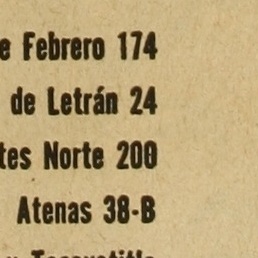 e Febrero 174
de Letrán 24
tes Norte 200
Atenas 38-B